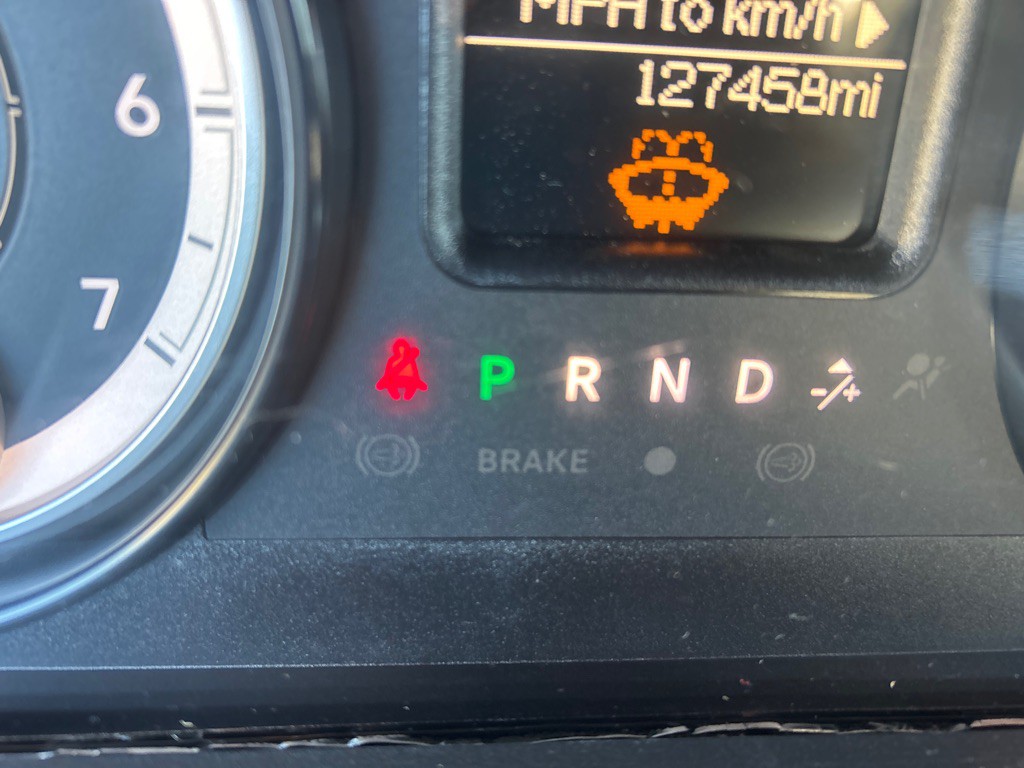 MPH to km/h
127458mi
6
7
P R N D -/+
BRAKE